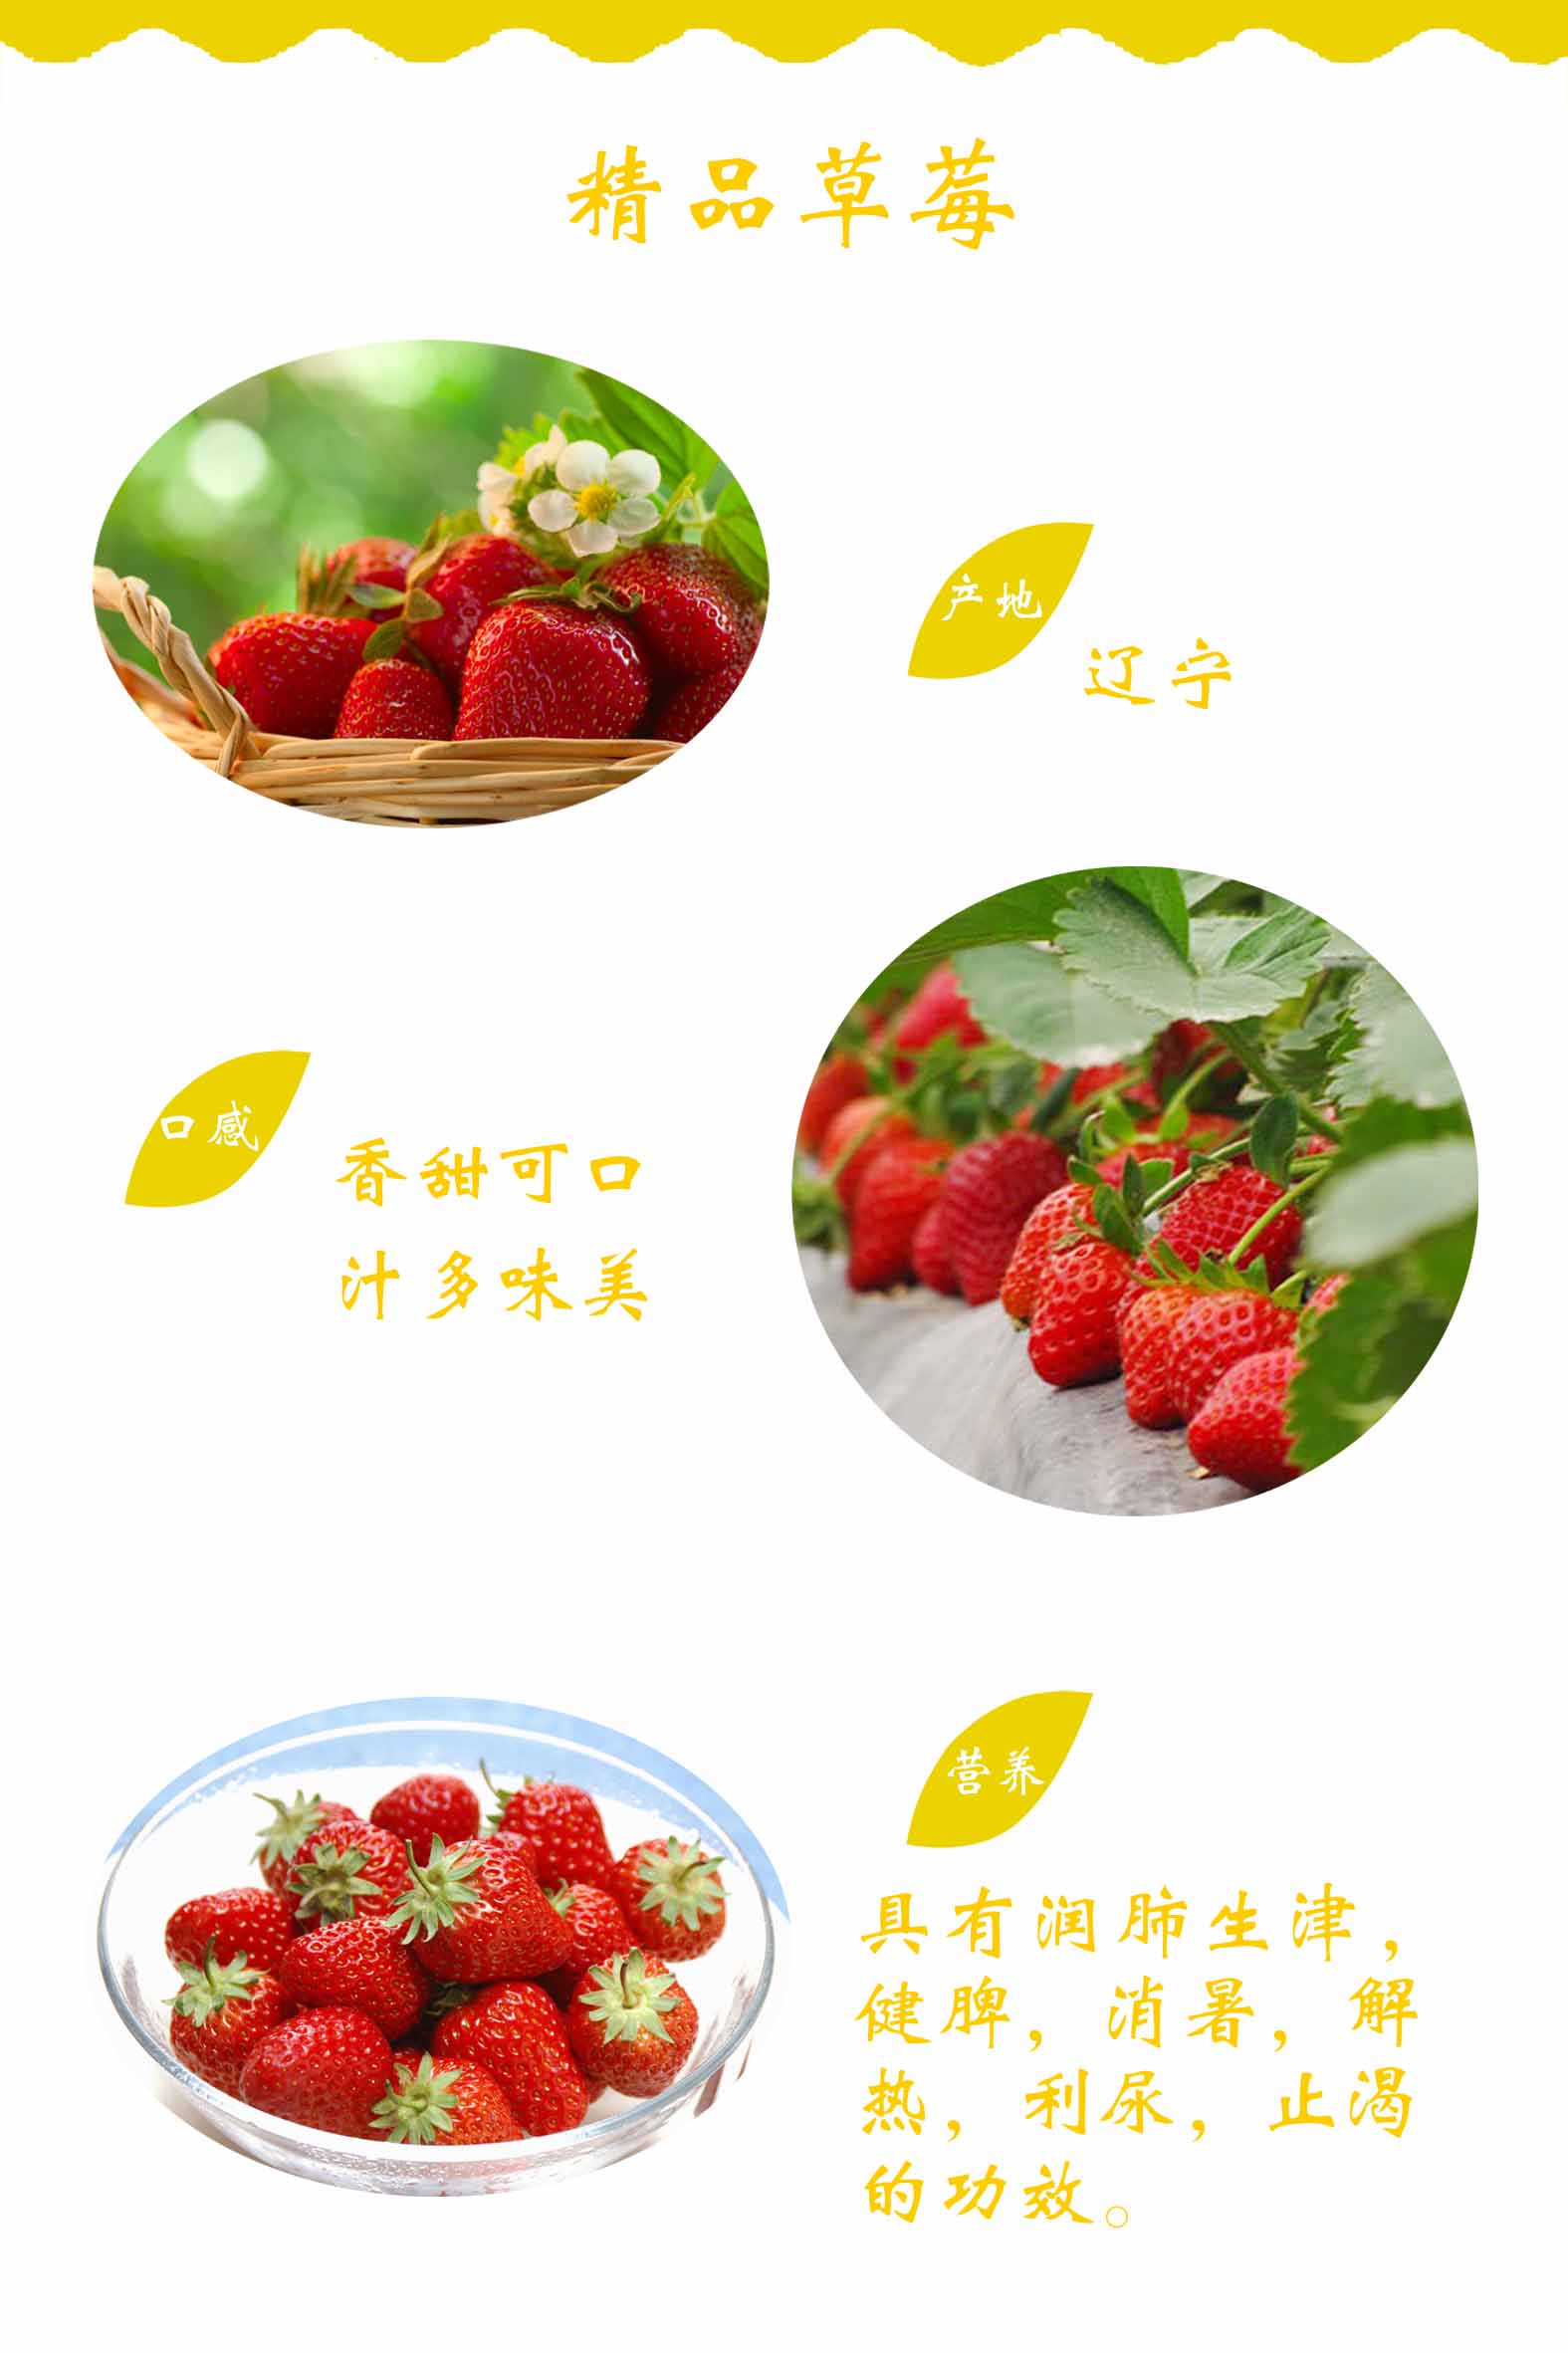 精品草莓
产地
辽宁
口感
香甜可口
汁多味美
营养
具有润肺生津，
健脾，消暑，解
热，利尿，止渴
的功效。